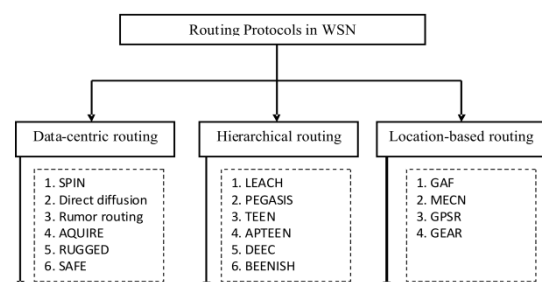 Routing Protocols in WSN
Data-centric routing
1. SPIN
2. Direct diffusion
3. Rumor routing
4. AQUIRE
5. RUGGED
6. SAFE
Hierarchical routing
1. LEACH
2. PEGASIS
3. TEEN
4. APTEEN
5. DEEC
6. BEENISH
Location-based routing
1. GAF
2. MECN
3. GPSR
4. GEAR